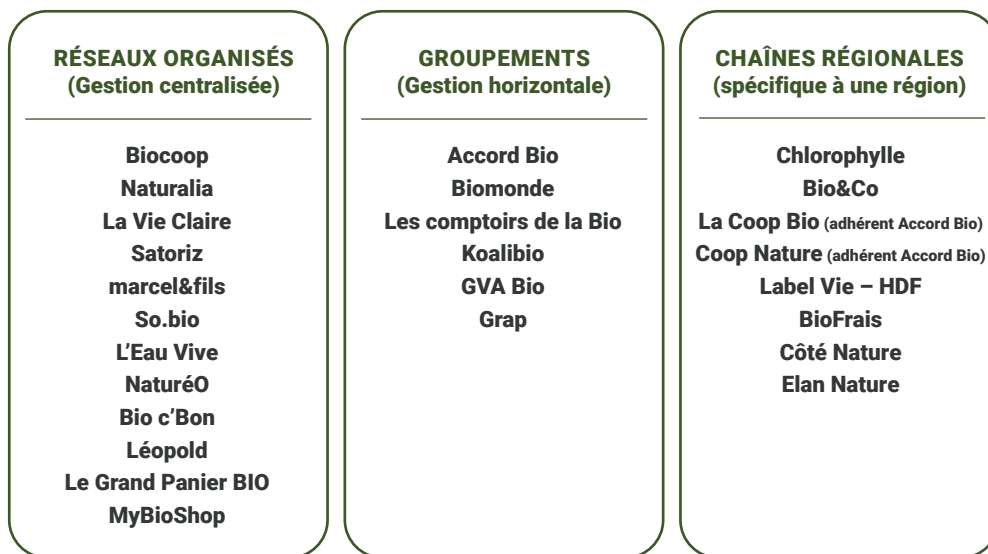 RÉSEAUX ORGANISÉS
(Gestion centralisée)
Biocoop
Naturalia
La Vie Claire
Satoriz
marcel&fils
So.bio
L'Eau Vive
NaturéO
Bio c'Bon
Léopold
Le Grand Panier BIO
MyBioShop
GROUPEMENTS
(Gestion horizontale)
Accord Bio
Biomonde
Les comptoirs de la Bio
Koalibio
GVA Bio
Grap
CHAÎNES RÉGIONALES
(spécifique à une région)
Chlorophylle
Bio&Co
La Coop Bio (adhérent Accord Bio)
Coop Nature (adhérent Accord Bio)
Label Vie – HDF
BioFrais
Côté Nature
Elan Nature